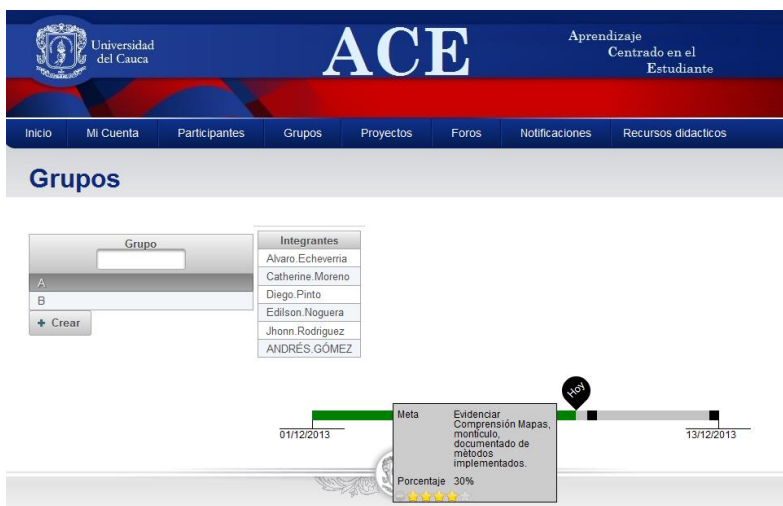 Universidad
del Cauca
ACE
Aprendizaje
Centrado en el
Estudiante
Inicio Mi Cuenta Participantes Grupos Proyectos Foros Notificaciones Recursos didacticos
Grupos
Grupo
A
B
+ Crear
Integrantes
Alvaro.Echeverria
Catherine.Moreno
Diego.Pinto
Edilson.Noguera
Jhonn.Rodriguez
ANDRÉS.GÓMEZ
Hoy
01/12/2013
13/12/2013
Meta Evidenciar
Comprensión Mapas,
montículo,
documentado de
mètodos
implementados.
Porcentaje 30%